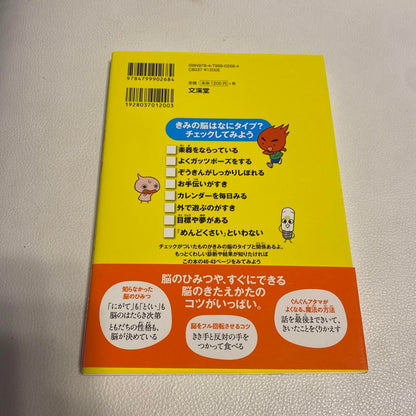 ISBN978-4-7999-0268-4
C8037 ¥1200E
9784799902684
1928037012003
定価 本体1200円 +税
文溪堂
きみの脳はなにタイプ?
チェックしてみよう
楽器をならっている
よくガッツポーズをする
ぞうきんがしっかりしぼれる
お手伝いがすき
カレンダーを毎日みる
外で遊ぶのがすき
目標や夢がある
「めんどくさい」といわない
チェックがついたものがきみの脳のタイプと関係あるよ。
もっとくわしい診断や結果が知りたければ
この本の40-43ページをみてみよう
脳のひみつや、すぐにできる
脳のきたえかたの
コツがいっぱい。
知らなかった
脳のひみつ
「にがて」も「とくい」も
脳のはたらき次第
ともだちの性格も、
脳が決めている
脳をフル回転させるコツ
きき手と反対の手を
つかって食べる
ぐんぐんアタマが
よくなる、魔法の方法
話を最後まできいて、
きいたことをくりかえす